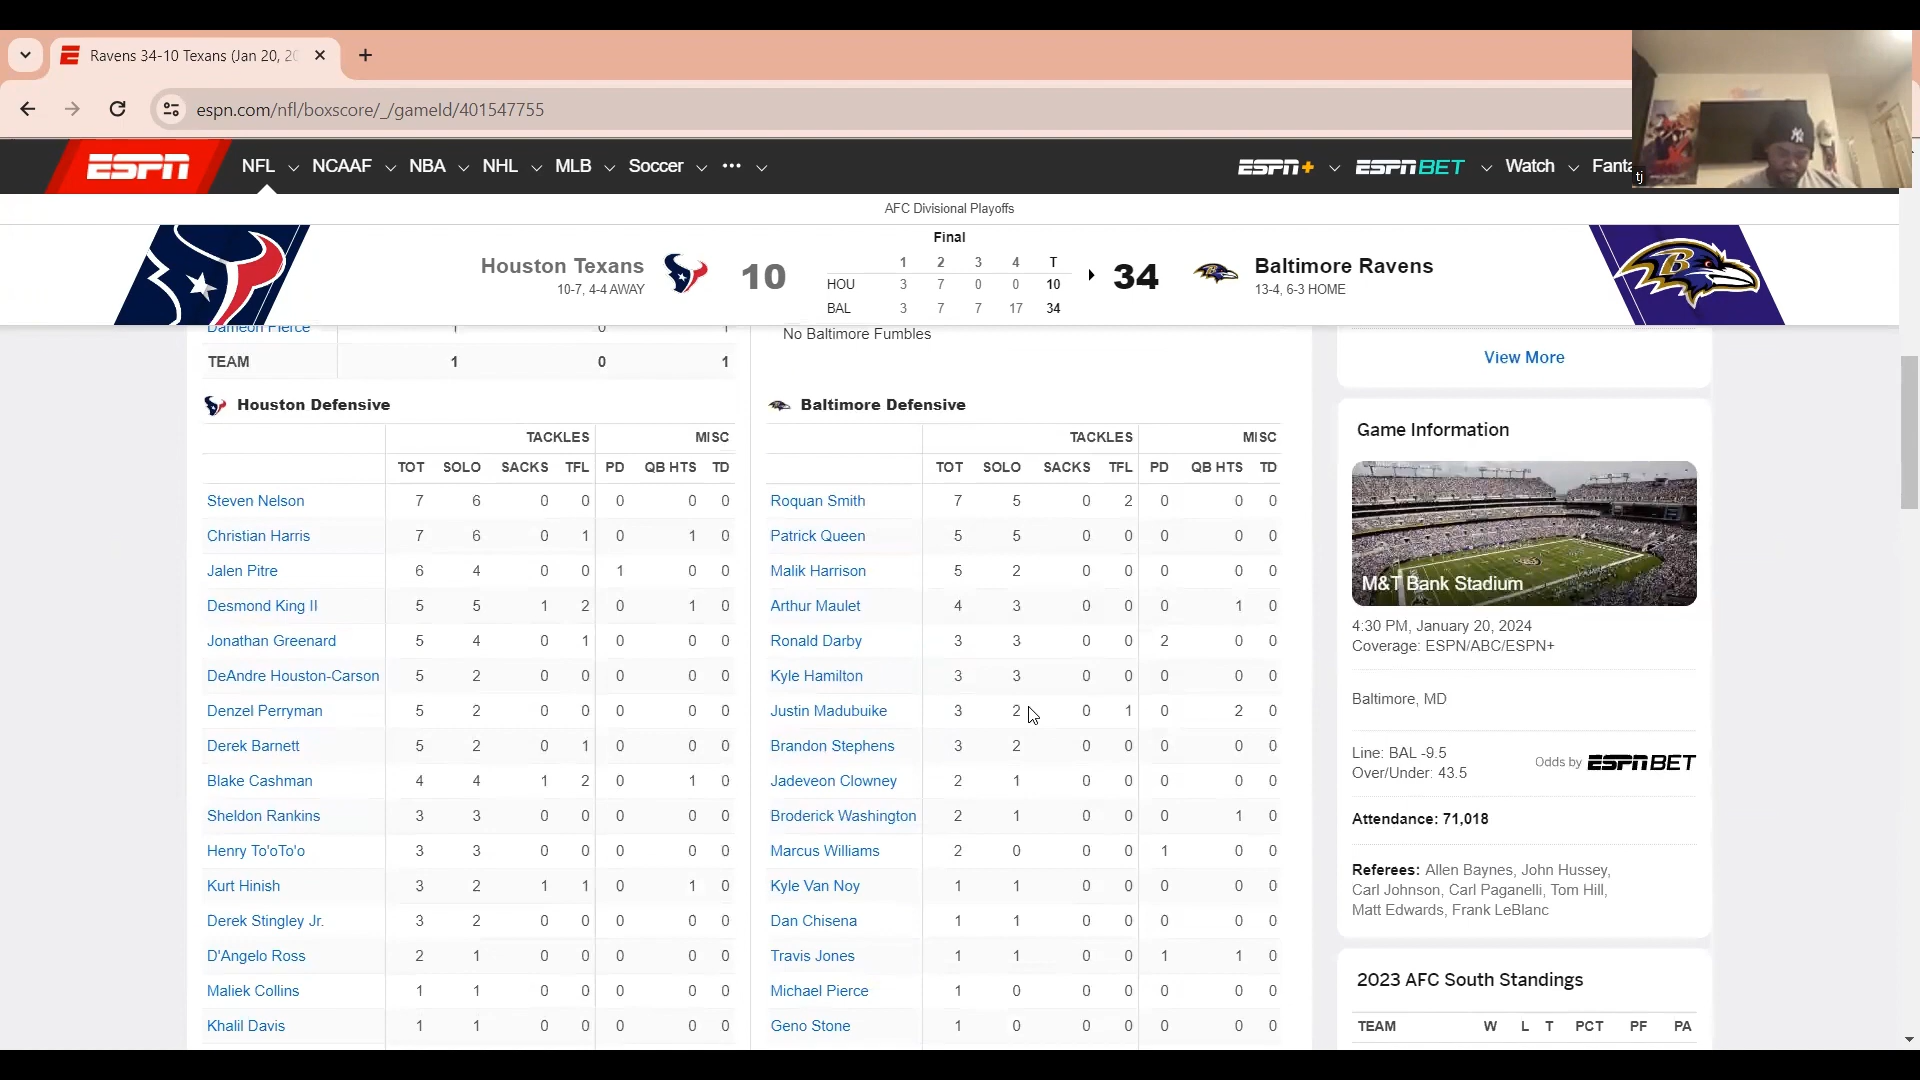 Ravens 34-10 Texans (Jan 20, 20
espn.com/nfl/boxscore/_/gameId/401547755
ESPN NFL NCAAF NBA NHL MLB Soccer ••• ESPN+ ESPN BET Watch Fanta
tj
AFC Divisional Playoffs
Final
Houston Texans
10-7, 4-4 AWAY
10
1 2 3 4 T
HOU 3 7 0 0 10
BAL 3 7 7 17 34
34
Baltimore Ravens
13-4, 6-3 HOME
Dameon Pierce 1 0 1
TEAM 1 0 1
No Baltimore Fumbles
Houston Defensive
TACKLES MISC
TOT SOLO SACKS TFL PD QB HTS TD
Steven Nelson 7 6 0 0 0 0 0
Christian Harris 7 6 0 1 0 1 0
Jalen Pitre 6 4 0 0 1 0 0
Desmond King II 5 5 1 2 0 1 0
Jonathan Greenard 5 4 0 1 0 0 0
DeAndre Houston-Carson 5 2 0 0 0 0 0
Denzel Perryman 5 2 0 0 0 0 0
Derek Barnett 5 2 0 1 0 0 0
Blake Cashman 4 4 1 2 0 1 0
Sheldon Rankins 3 3 0 0 0 0 0
Henry To'oTo'o 3 3 0 0 0 0 0
Kurt Hinish 3 2 1 1 0 1 0
Derek Stingley Jr. 3 2 0 0 0 0 0
D'Angelo Ross 2 1 0 0 0 0 0
Maliek Collins 1 1 0 0 0 0 0
Khalil Davis 1 1 0 0 0 0 0
Baltimore Defensive
TACKLES MISC
TOT SOLO SACKS TFL PD QB HTS TD
Roquan Smith 7 5 0 2 0 0 0
Patrick Queen 5 5 0 0 0 0 0
Malik Harrison 5 2 0 0 0 0 0
Arthur Maulet 4 3 0 0 0 1 0
Ronald Darby 3 3 0 0 2 0 0
Kyle Hamilton 3 3 0 0 0 0 0
Justin Madubuike 3 2 0 1 0 2 0
Brandon Stephens 3 2 0 0 0 0 0
Jadeveon Clowney 2 1 0 0 0 0 0
Broderick Washington 2 1 0 0 0 1 0
Marcus Williams 2 0 0 0 1 0 0
Kyle Van Noy 1 1 0 0 0 0 0
Dan Chisena 1 1 0 0 0 0 0
Travis Jones 1 1 0 0 1 1 0
Michael Pierce 1 0 0 0 0 0 0
Geno Stone 1 0 0 0 0 0 0
View More
Game Information
M&T Bank Stadium
4:30 PM, January 20, 2024
Coverage: ESPN/ABC/ESPN+
Baltimore, MD
Line: BAL -9.5
Over/Under: 43.5
Odds by ESPN BET
Attendance: 71,018
Referees: Allen Baynes, John Hussey,
Carl Johnson, Carl Paganelli, Tom Hill,
Matt Edwards, Frank LeBlanc
2023 AFC South Standings
TEAM W L T PCT PF PA